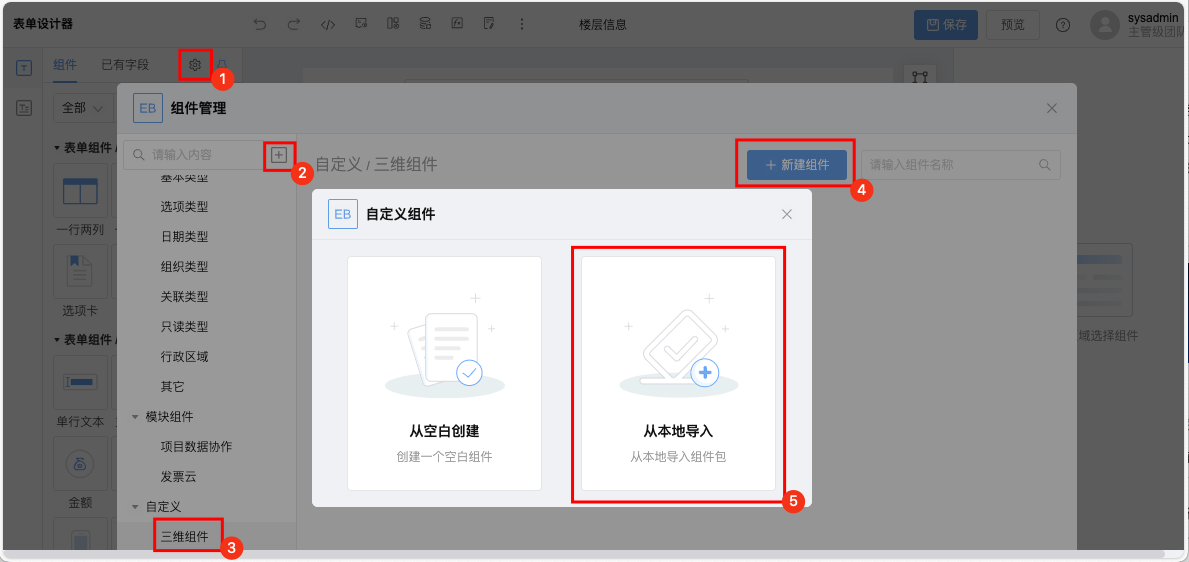 表单设计器
楼层信息
保存
预览
sysadmin
主管级团队
组件
已有字段
1
全部
EB 组件管理
表单组件 /
请输入内容
2
自定义 / 三维组件
新建组件
请输入组件名称
4
基本类型
选项类型
日期类型
组织类型
关联类型
只读类型
行政区域
其它
模块组件
项目数据协作
发票云
自定义
三维组件
3
一行两列
选项卡
表单组件 /
单行文本
金额
EB 自定义组件
从空白创建
创建一个空白组件
从本地导入
从本地导入组件包
5
域选择组件